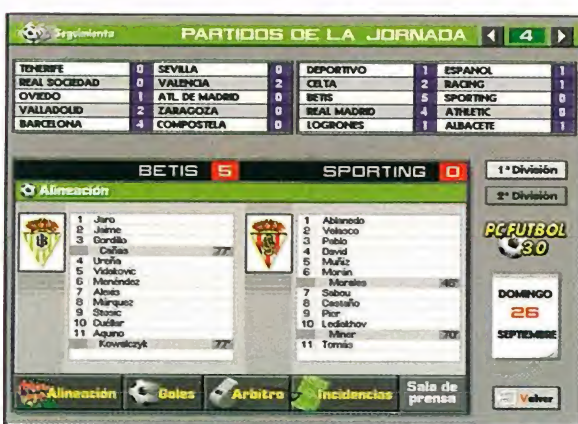 Seguimiento PARTIDOS DE LA JORNADA 4
TENERIFE 0 SEVILLA 0
REAL SOCIEDAD 0 VALENCIA 2
OVIEDO 1 ATL. DE MADRID 0
VALLADOLID 2 ZARAGOZA 0
BARCELONA 4 COMPOSTELA 0
DEPORTIVO 1 ESPAÑOL 1
CELTA 2 RACING 1
BETIS 5 SPORTING 0
REAL MADRID 4 ATHLETIC 0
LOGROÑES 1 ALBACETE 1
BETIS 5 SPORTING 0
Alineación
1 Jaro
2 Jaime
3 Gordillo
Cañas 77'
4 Ureña
5 Vidakovic
6 Menéndez
7 Alexis
8 Márquez
9 Stosic
10 Cuéllar
11 Aquino
Kowalczyk 77'
1 Ablanedo
2 Velasco
3 Pablo
4 David
5 Muñiz
6 Morán
Morales 46'
7 Sabou
8 Castaño
9 Pier
10 Lediakhov
Miner 70'
11 Tomás
1ª División
2ª División
PC FUTBOL
3.0
DOMINGO
26
SEPTIEMBRE
Alineación Goles Arbitro Incidencias Sala de prensa
Volver